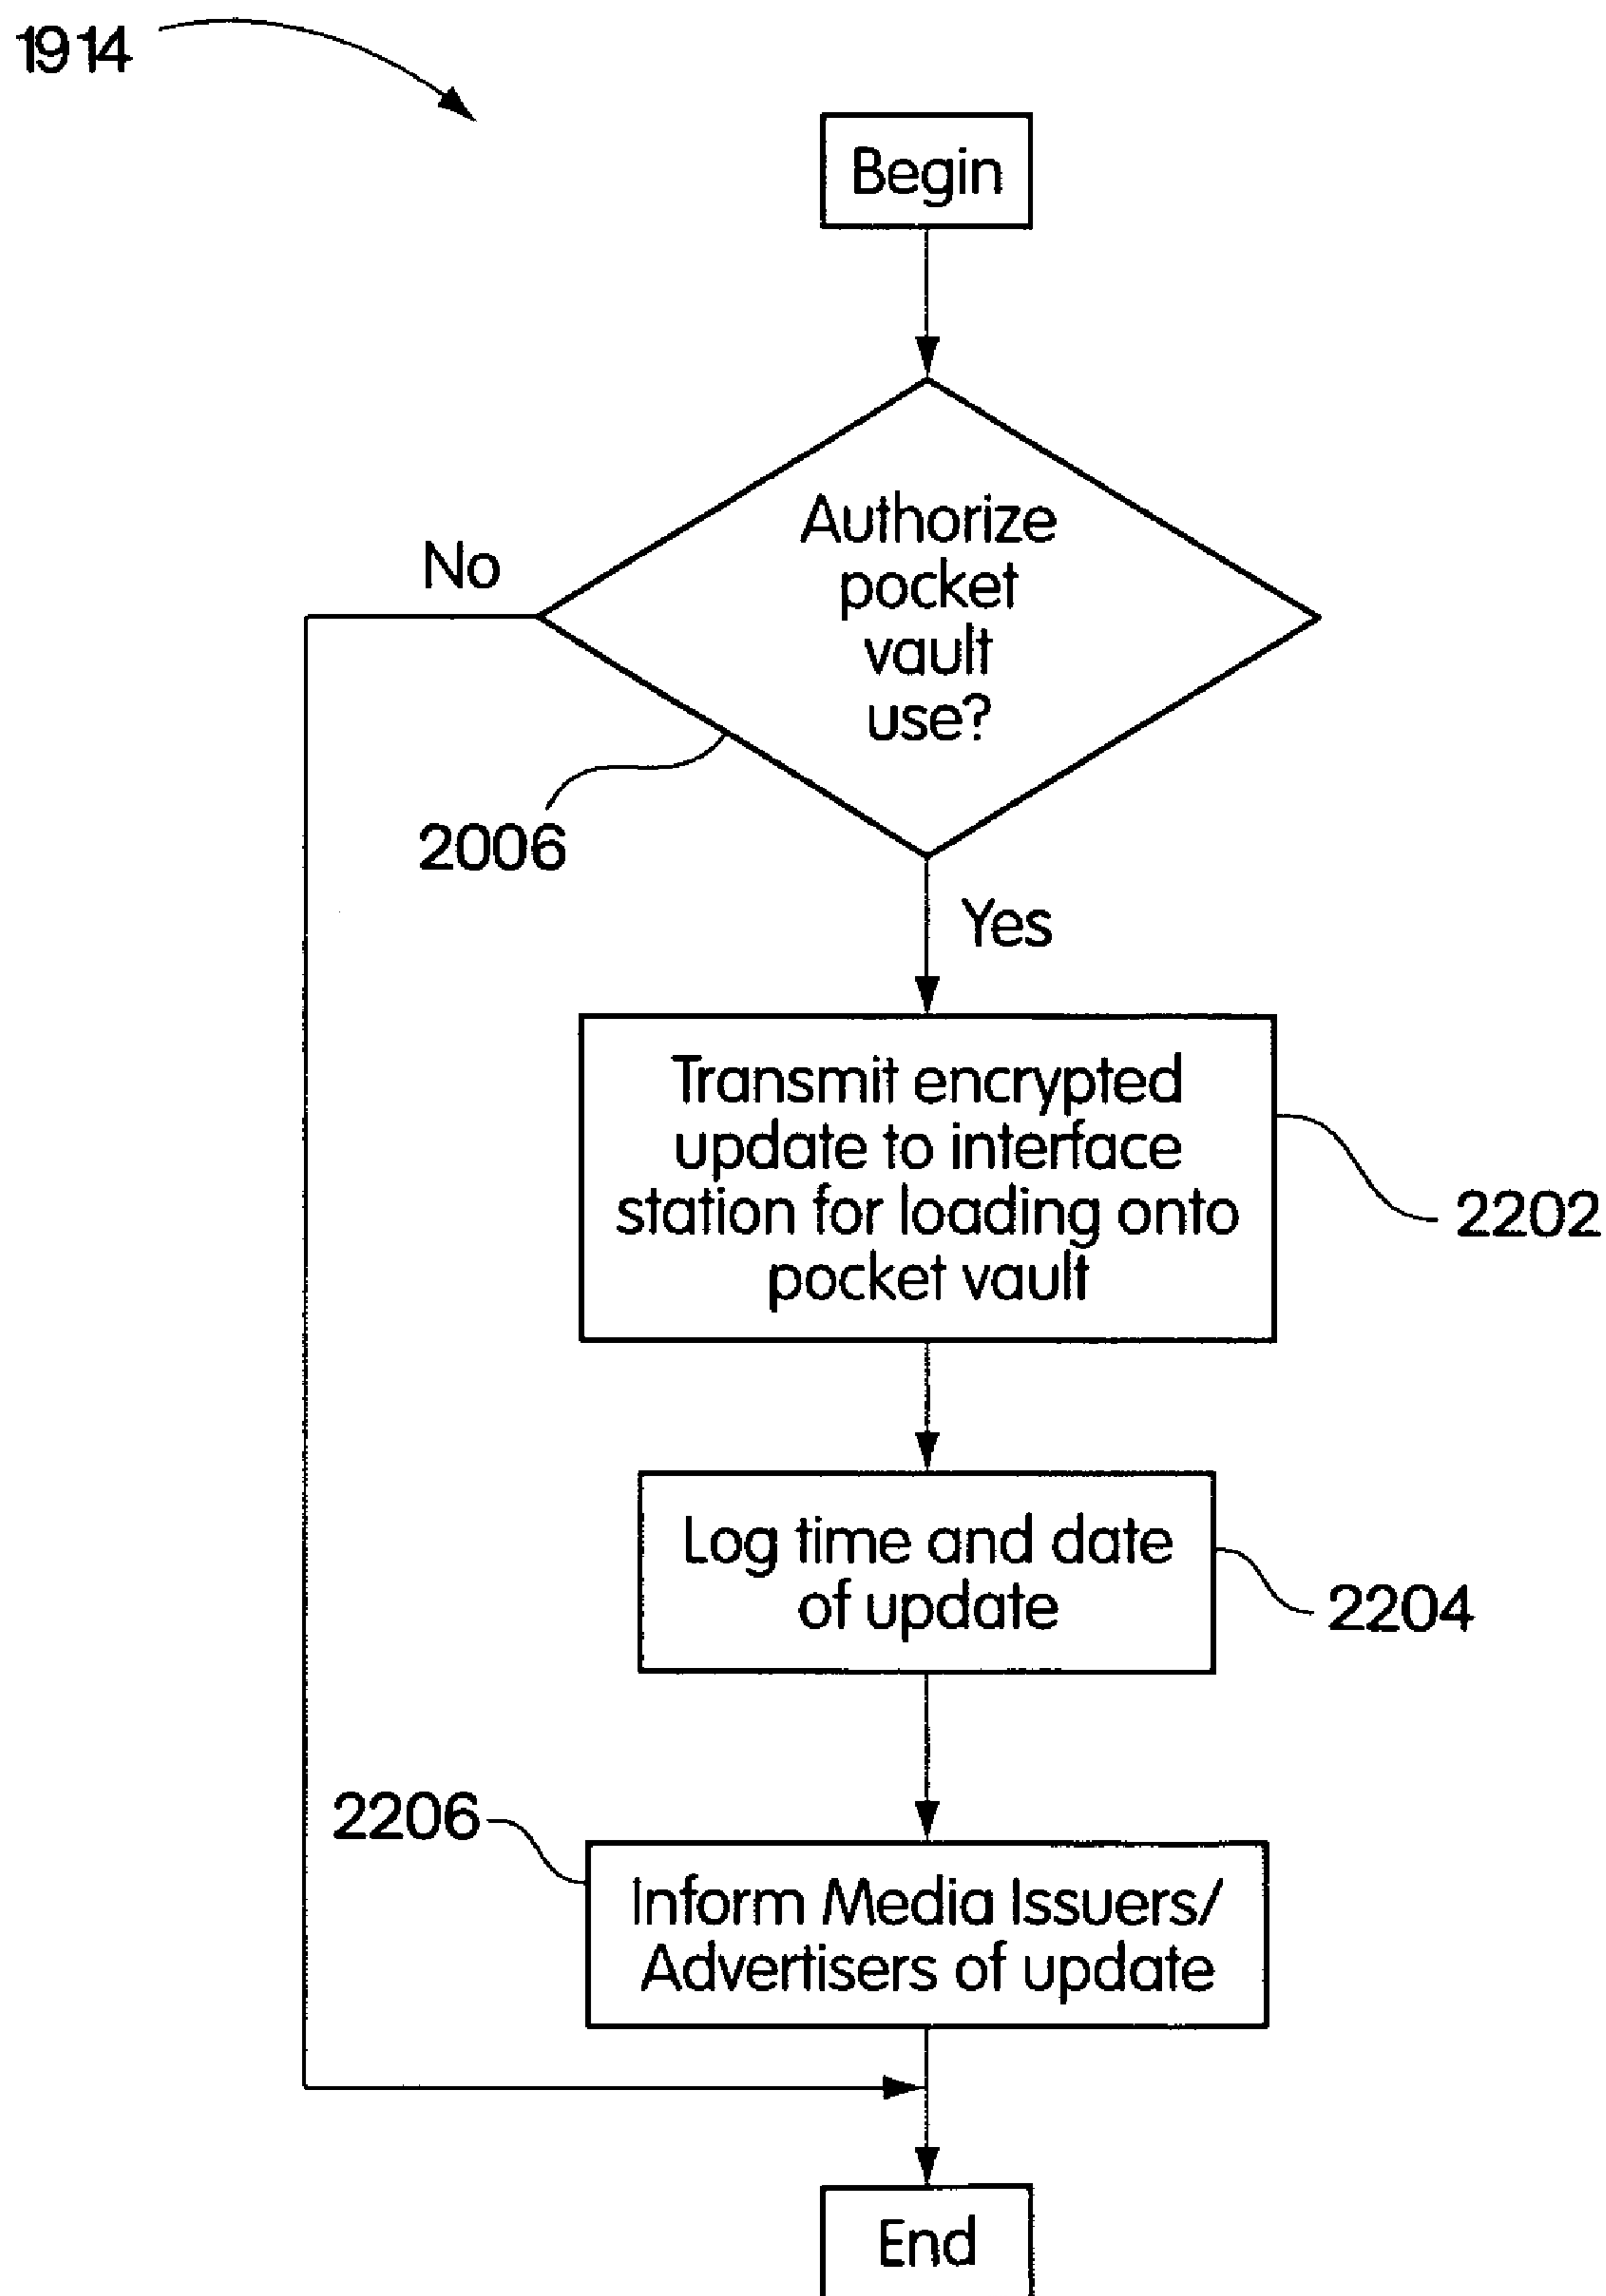 1914
Begin
Authorize
pocket
vault
use?
No
2006
Yes
Transmit encrypted
update to interface
station for loading onto
pocket vault
2202
Log time and date
of update
2204
2206
Inform Media Issuers/
Advertisers of update
End